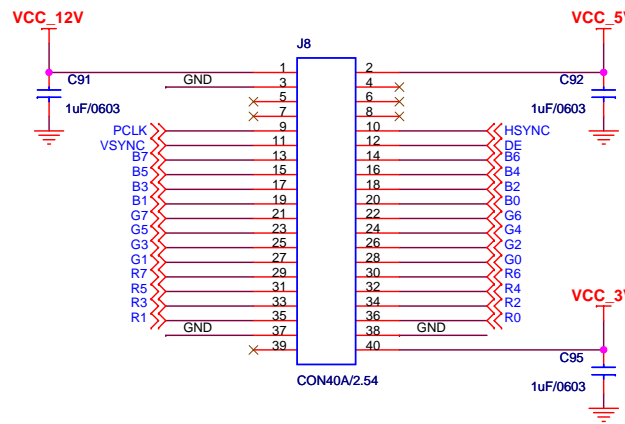 VCC_12V VCC_5V
J8
1 2
C91 GND 3 4 C92
5 6
1uF/0603 7 8 1uF/0603
PCLK 9 10 HSYNC
VSYNC 11 12 DE
B7 13 14 B6
B5 15 16 B4
B3 17 18 B2
B1 19 20 B0
G7 21 22 G6
G5 23 24 G4
G3 25 26 G2
G1 27 28 G0
R7 29 30 R6
R5 31 32 R4
R3 33 34 R2
R1 35 36 R0
GND 37 38 GND
39 40
VCC_3V
C95
CON40A/2.54 1uF/0603